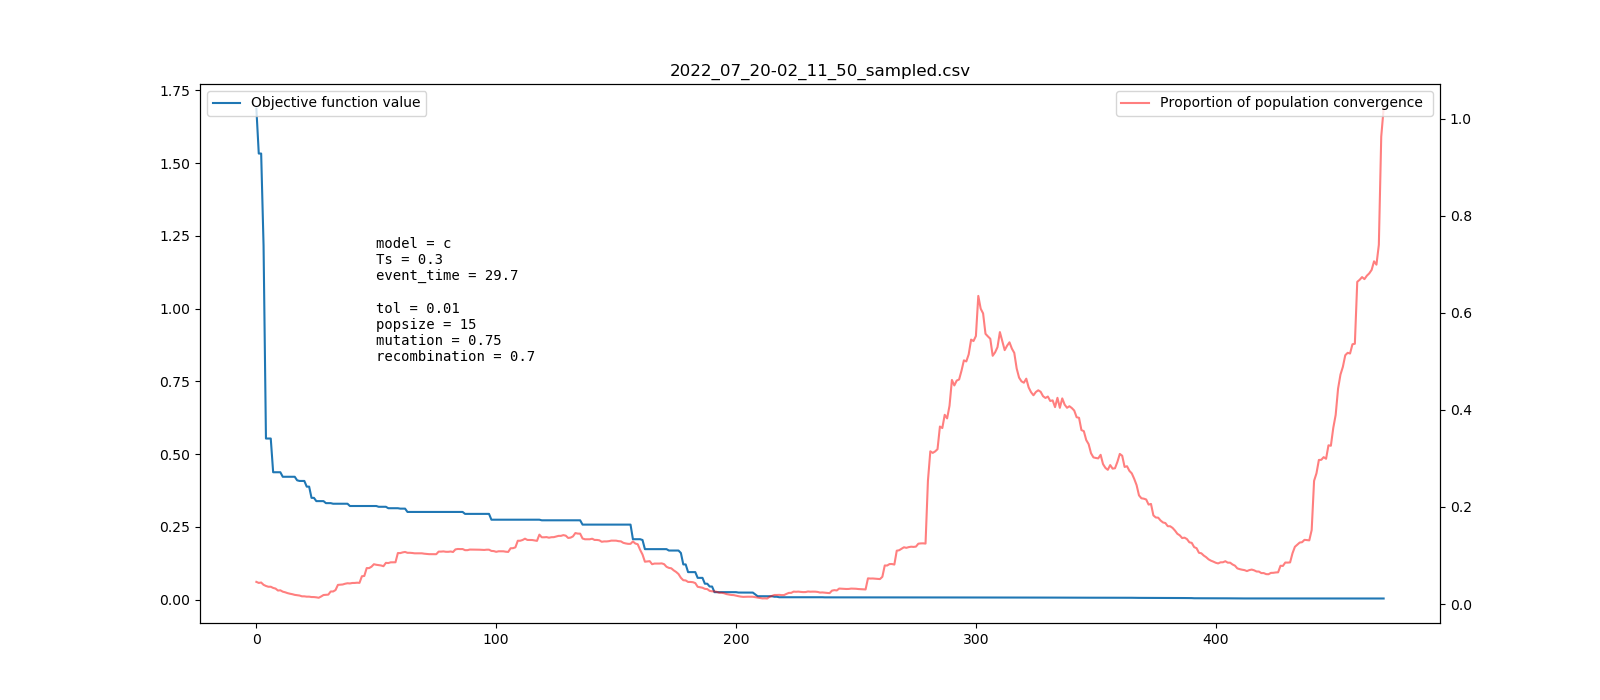 2022_07_20-02_11_50_sampled.csv
Objective function value
Proportion of population convergence
1.75
1.50
1.25
1.00
0.75
0.50
0.25
0.00
model = c
Ts = 0.3
event_time = 29.7
tol = 0.01
popsize = 15
mutation = 0.75
recombination = 0.7
1.0
0.8
0.6
0.4
0.2
0.0
0 100 200 300 400